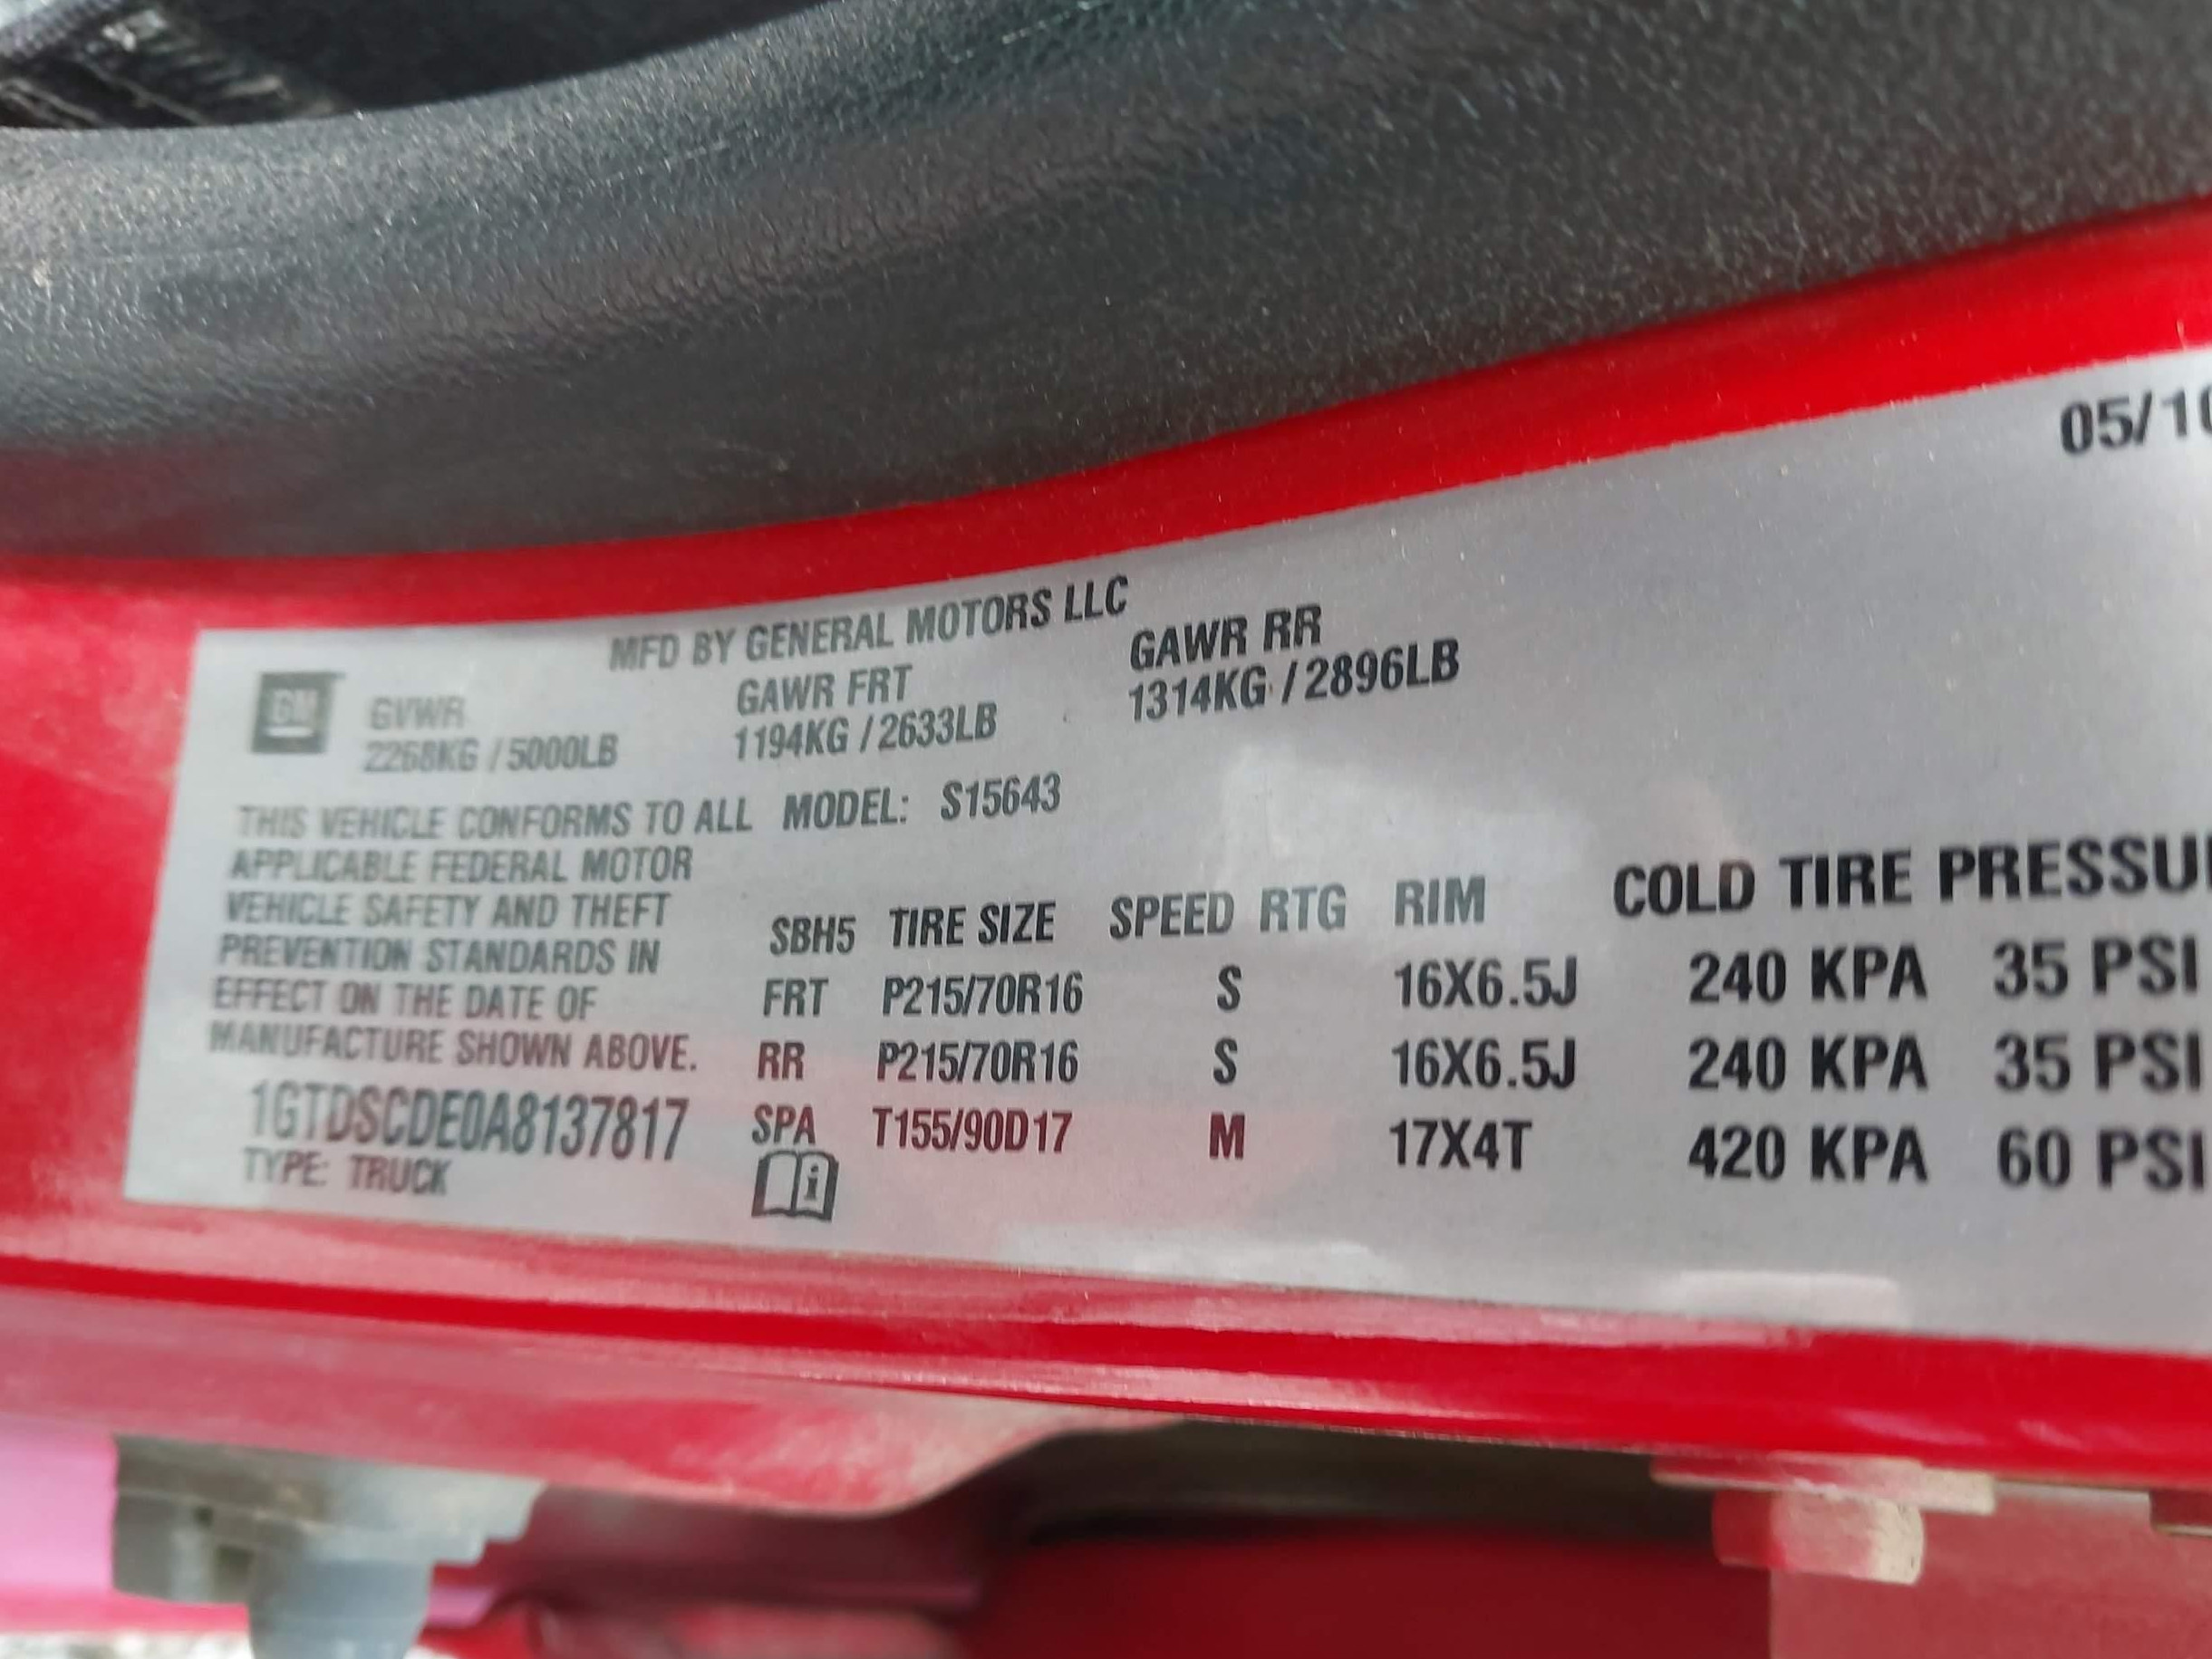 05/10
MFD BY GENERAL MOTORS LLC
GM GVWR GAWR FRT GAWR RR
2268KG / 5000LB 1194KG / 2633LB 1314KG / 2896LB
THIS VEHICLE CONFORMS TO ALL MODEL: S15643
APPLICABLE FEDERAL MOTOR
VEHICLE SAFETY AND THEFT
PREVENTION STANDARDS IN
EFFECT ON THE DATE OF
MANUFACTURE SHOWN ABOVE.
1GTDSCDE0A8137817
TYPE: TRUCK
SBH5 TIRE SIZE SPEED RTG RIM COLD TIRE PRESSU
FRT P215/70R16 S 16X6.5J 240 KPA 35 PSI
RR P215/70R16 S 16X6.5J 240 KPA 35 PSI
SPA T155/90D17 M 17X4T 420 KPA 60 PSI
i